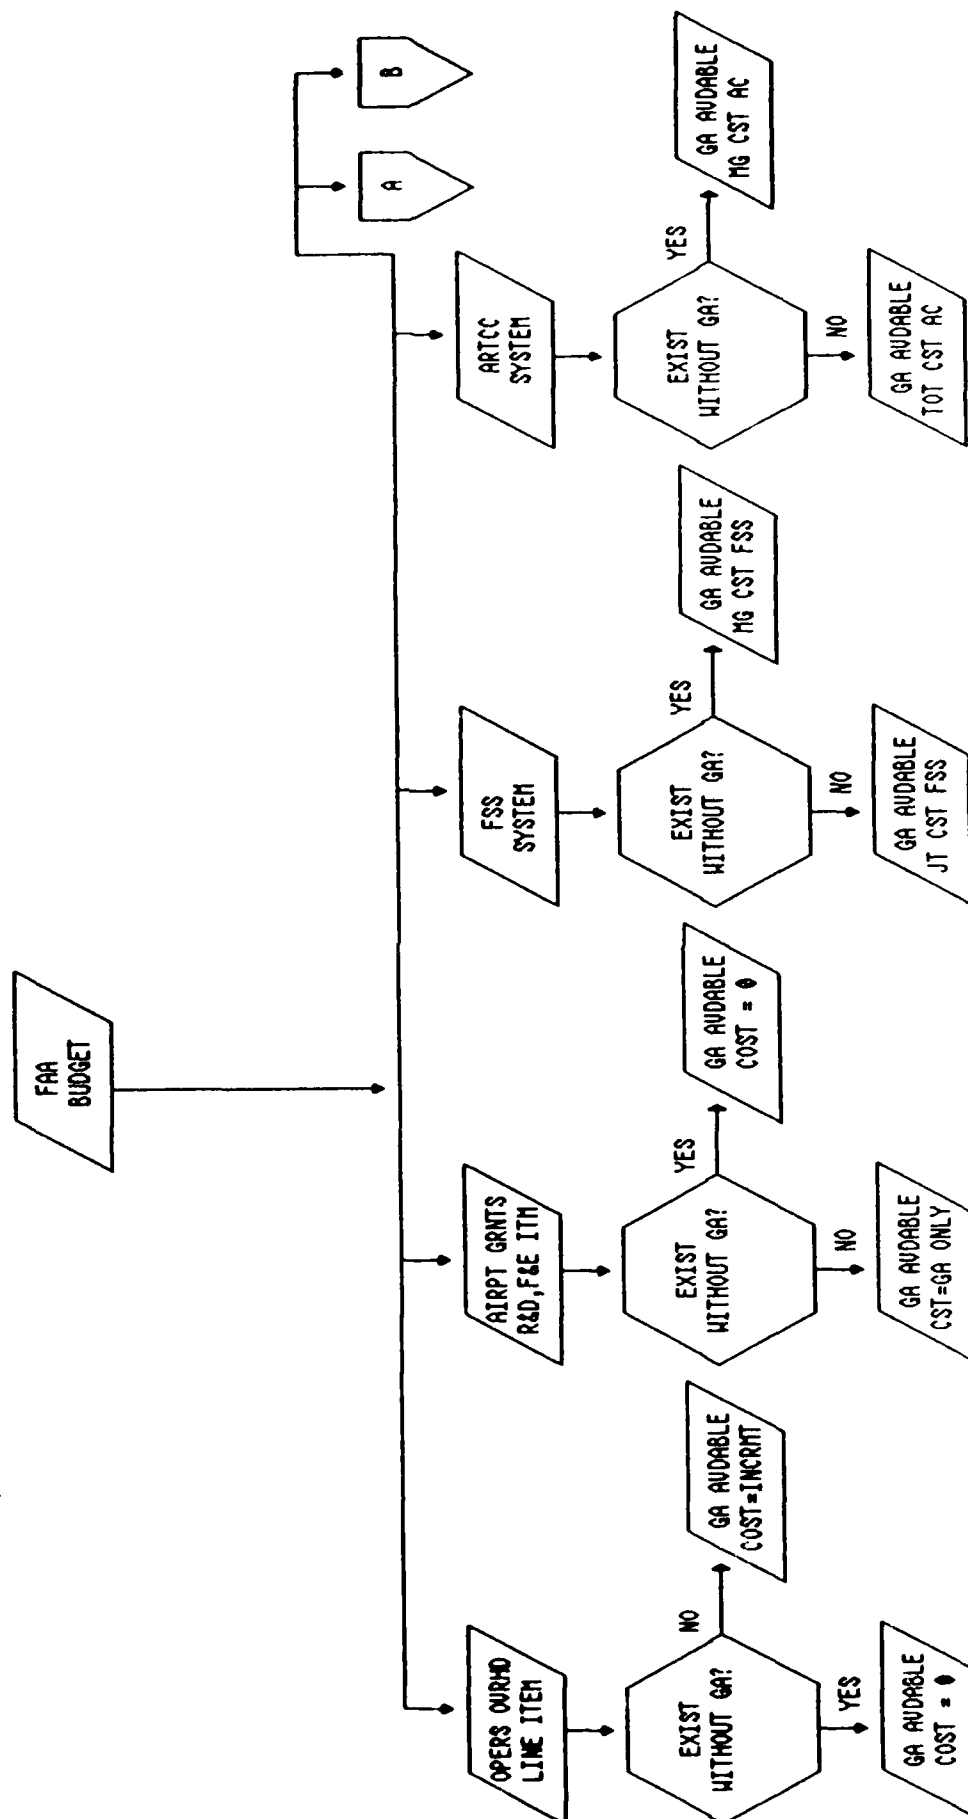 FAA
BUDGET
OPERS OVRHD
LINE ITEM
EXIST
WITHOUT GA?
NO
GA AVDABLE
COST=INCRMT
YES
GA AVDABLE
COST = 0
AIRPT GRNTS
R&D,F&E ITM
EXIST
WITHOUT GA?
YES
GA AVDABLE
COST = 0
NO
GA AVDABLE
CST=GA ONLY
FSS
SYSTEM
EXIST
WITHOUT GA?
YES
GA AVDABLE
MG CST FSS
NO
GA AVDABLE
JT CST FSS
ARTCC
SYSTEM
EXIST
WITHOUT GA?
YES
GA AVDABLE
MG CST AC
NO
GA AVDABLE
TOT CST AC
A
B